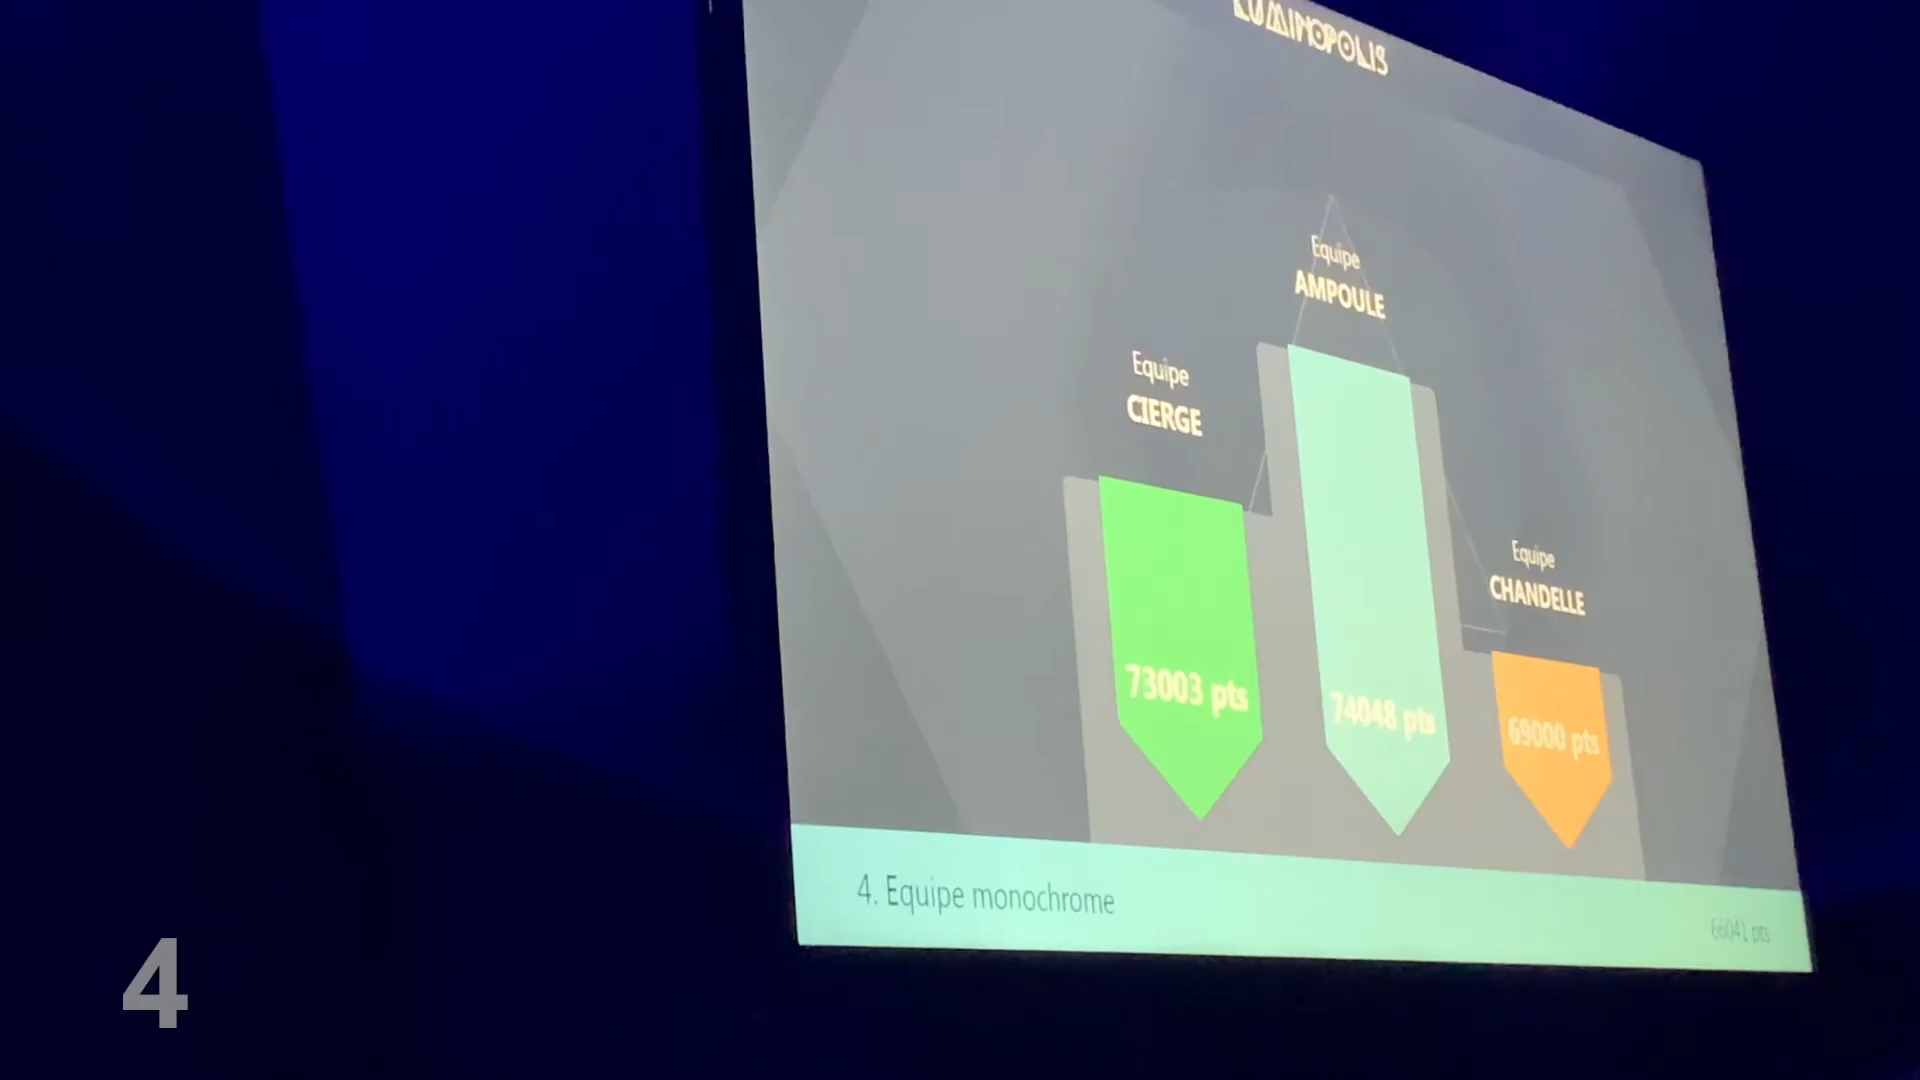 LUMINOPOLIS
Equipe
AMPOULE
Equipe
CIERGE
Equipe
CHANDELLE
73003 pts
74048 pts
69000 pts
4. Equipe monochrome
66041 pts
4